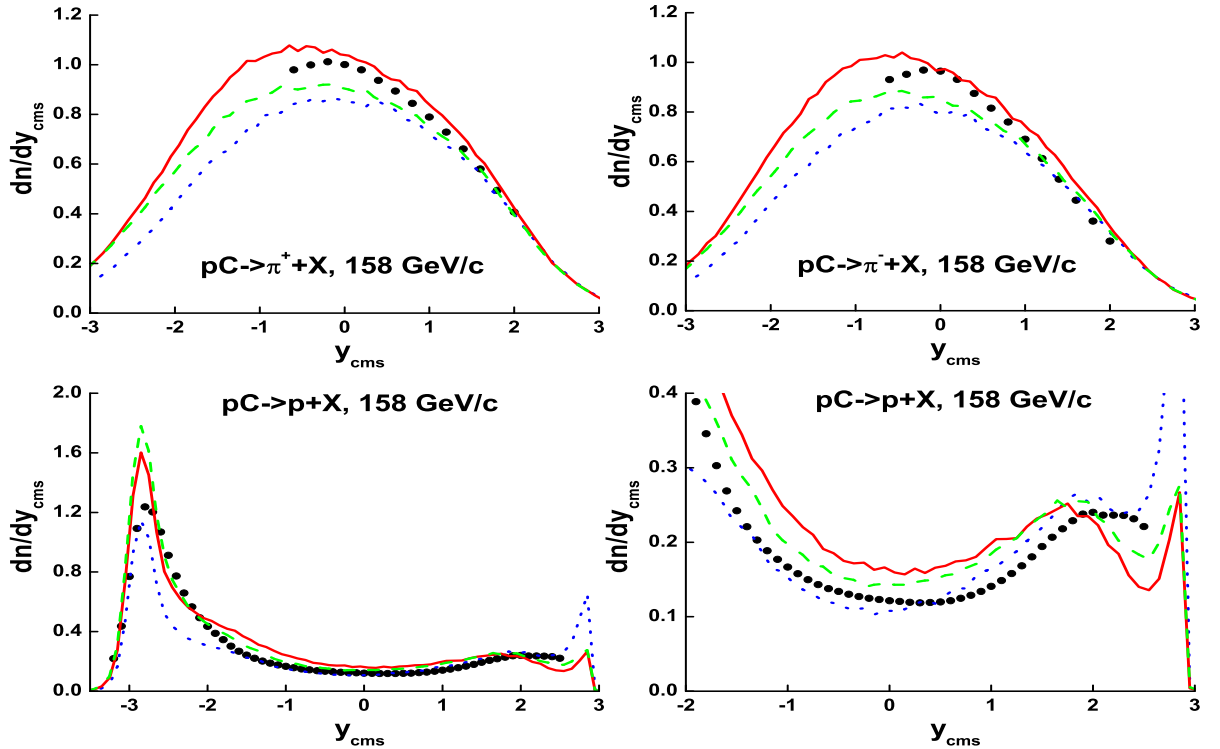 1.2
1.0
0.8
0.6
0.4
0.2
0.0
dn/dy_cms
pC->π⁺+X, 158 GeV/c
-3 -2 -1 0 1 2 3
y_cms
1.2
1.0
0.8
0.6
0.4
0.2
0.0
dn/dy_cms
pC->π⁻+X, 158 GeV/c
-3 -2 -1 0 1 2 3
y_cms
2.0
1.6
1.2
0.8
0.4
0.0
dn/dy_cms
pC->p+X, 158 GeV/c
-3 -2 -1 0 1 2 3
y_cms
0.4
0.3
0.2
0.1
0.0
dn/dy_cms
pC->p+X, 158 GeV/c
-2 -1 0 1 2 3
y_cms